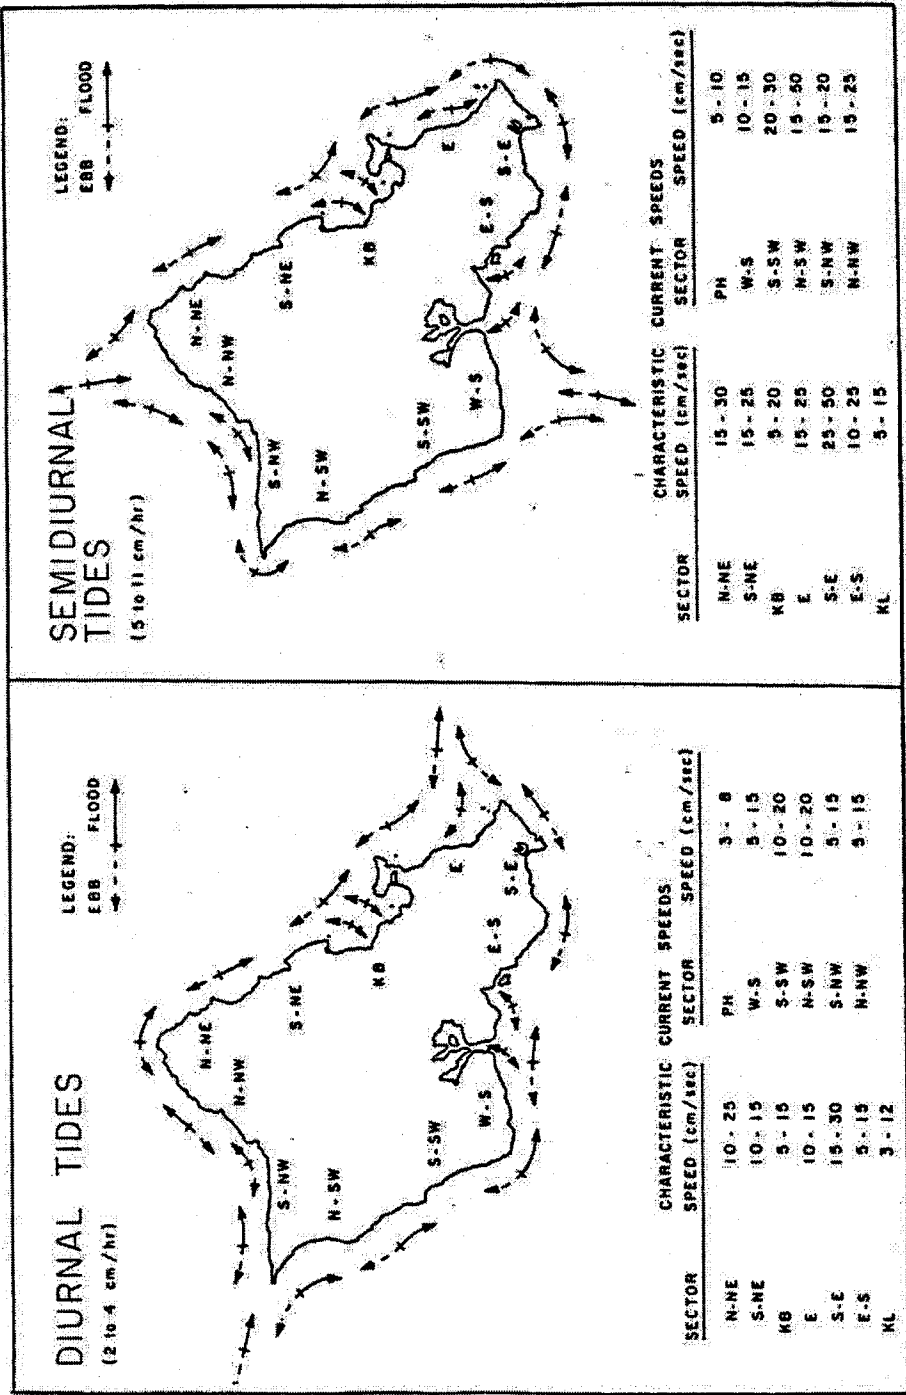 DIURNAL TIDES
(2 to 4 cm/hr)
LEGEND:
EBB FLOOD
N-NE
N-NW
S-NE
S-NW
N-SW
KB
S-SW
W-S
E-S
E
S-E
CHARACTERISTIC CURRENT SPEEDS
SECTOR SPEED (cm/sec) SECTOR SPEED (cm/sec)
N-NE 10-25 PH 3-8
S-NE 10-15 W-S 5-15
KB 5-15 S-SW 10-20
E 10-15 N-SW 10-20
S-E 15-30 S-NW 5-15
E-S 5-15 N-NW 5-15
KL 3-12
SEMIDIURNAL
TIDES
(5 to 11 cm/hr)
LEGEND:
EBB FLOOD
N-NE
N-NW
S-NE
S-NW
N-SW
KB
S-SW
W-S
E-S
E
S-E
CHARACTERISTIC CURRENT SPEEDS
SECTOR SPEED (cm/sec) SECTOR SPEED (cm/sec)
N-NE 15-30 PH 5-10
S-NE 15-25 W-S 10-15
KB 5-20 S-SW 20-30
E 15-25 N-SW 15-50
S-E 25-50 S-NW 15-20
E-S 10-25 N-NW 15-25
KL 5-15